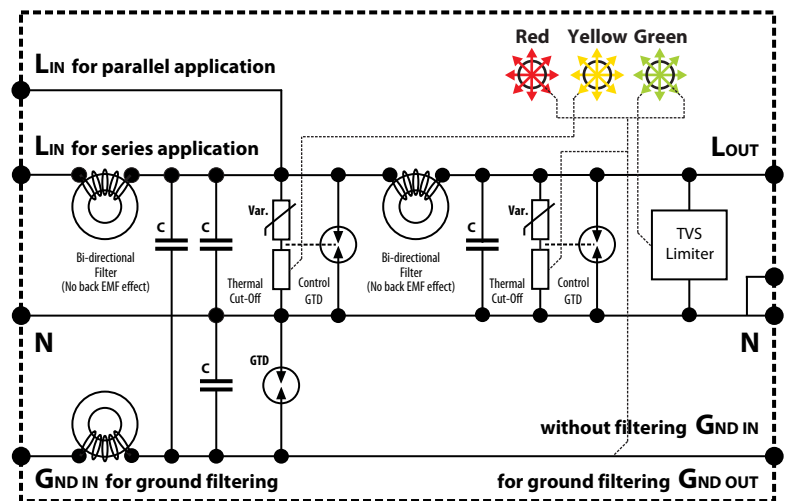 Red Yellow Green
LIN for parallel application
LIN for series application
LOUT
Var.
Var.
C
C
C
TVS
Limiter
Bi-directional
Filter
(No back EMF effect)
Thermal
Cut-Off
Control
GTD
Bi-directional
Filter
(No back EMF effect)
Thermal
Cut-Off
Control
GTD
N
N
GTD
C
without filtering GND IN
GND IN for ground filtering
for ground filtering GND OUT